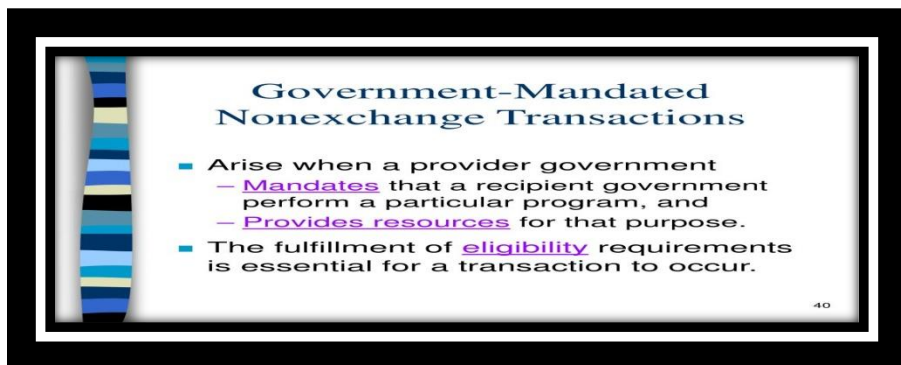 Government-Mandated
Nonexchange Transactions
Arise when a provider government
– Mandates that a recipient government
perform a particular program, and
– Provides resources for that purpose.
The fulfillment of eligibility requirements
is essential for a transaction to occur.
40